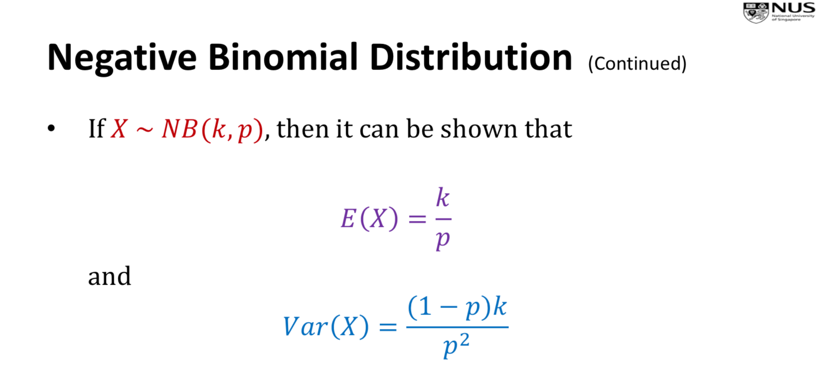 NUS
National University
of Singapore
Negative Binomial Distribution (Continued)
• If X ~ NB(k, p), then it can be shown that
E(X) = k/p
and
Var(X) = (1 − p)k/p²